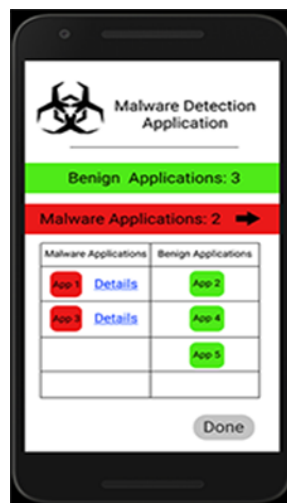 Malware Detection
Application
Benign Applications: 3
Malware Applications: 2
Malware Applications Benign Applications
App 1 Details App 2
App 3 Details App 4
App 5
Done